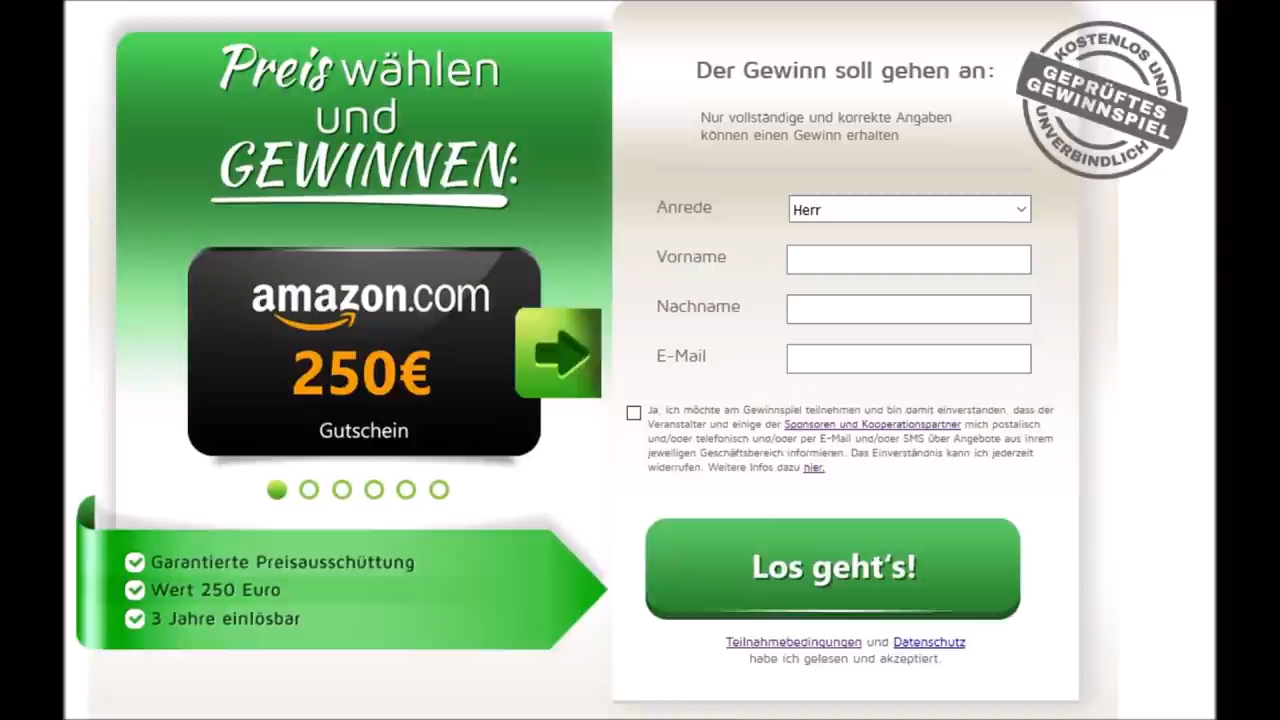 Preis wählen
und
GEWINNEN:
amazon.com
250€
Gutschein
Garantierte Preisausschüttung
Wert 250 Euro
3 Jahre einlösbar
Der Gewinn soll gehen an:
Nur vollständige und korrekte Angaben
können einen Gewinn erhalten
KOSTENLOS UND
GEPRÜFTES
GEWINNSPIEL
UNVERBINDLICH
Anrede
Herr
Vorname
Nachname
E-Mail
Ja, ich möchte am Gewinnspiel teilnehmen und bin damit einverstanden, dass der
Veranstalter und einige der Sponsoren und Kooperationspartner mich postalisch
und/oder telefonisch und/oder per E-Mail und/oder SMS über Angebote aus ihrem
jeweiligen Geschäftsbereich informieren. Das Einverständnis kann ich jederzeit
widerrufen. Weitere Infos dazu hier.
Los geht's!
Teilnahmebedingungen und Datenschutz
habe ich gelesen und akzeptiert.